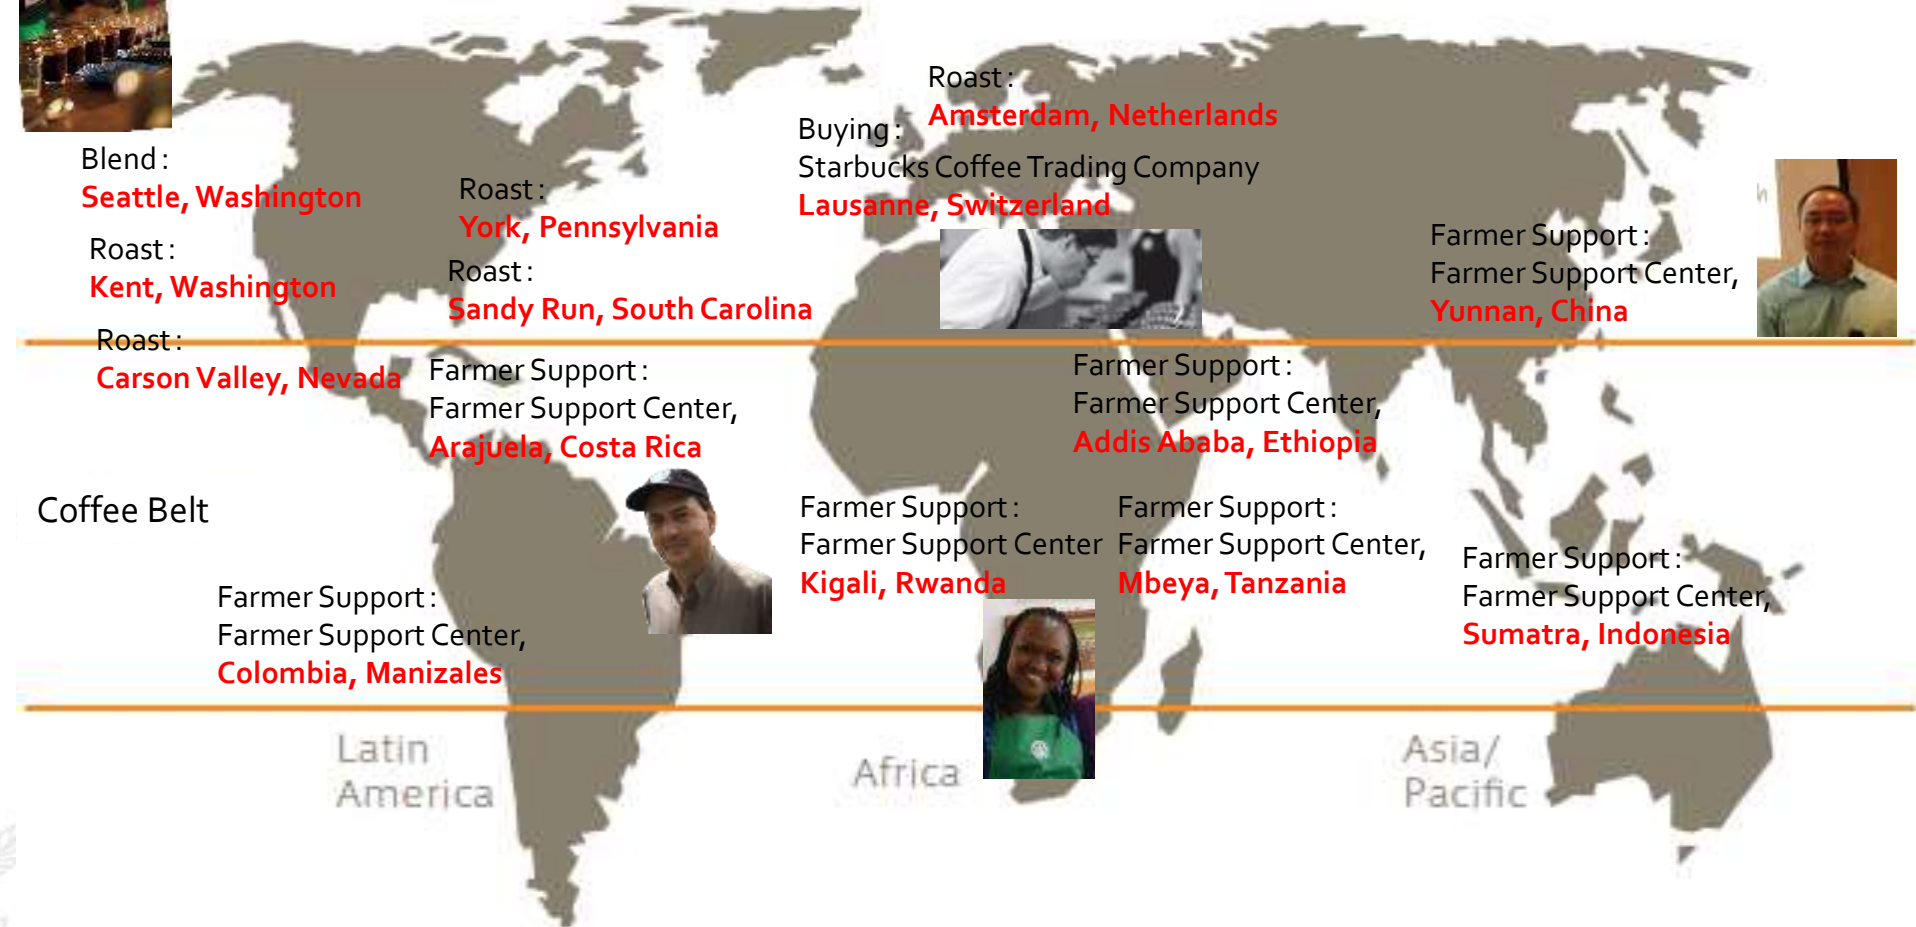 Blend :
Seattle, Washington
Roast :
Kent, Washington
Roast :
Carson Valley, Nevada
Roast :
York, Pennsylvania
Roast :
Sandy Run, South Carolina
Roast :
Amsterdam, Netherlands
Buying :
Starbucks Coffee Trading Company
Lausanne, Switzerland
Farmer Support :
Farmer Support Center,
Yunnan, China
Farmer Support :
Farmer Support Center,
Arajuela, Costa Rica
Farmer Support :
Farmer Support Center,
Addis Ababa, Ethiopia
Coffee Belt
Farmer Support :
Farmer Support Center
Kigali, Rwanda
Farmer Support :
Farmer Support Center,
Mbeya, Tanzania
Farmer Support :
Farmer Support Center,
Sumatra, Indonesia
Farmer Support :
Farmer Support Center,
Colombia, Manizales
Latin
America
Africa
Asia/
Pacific